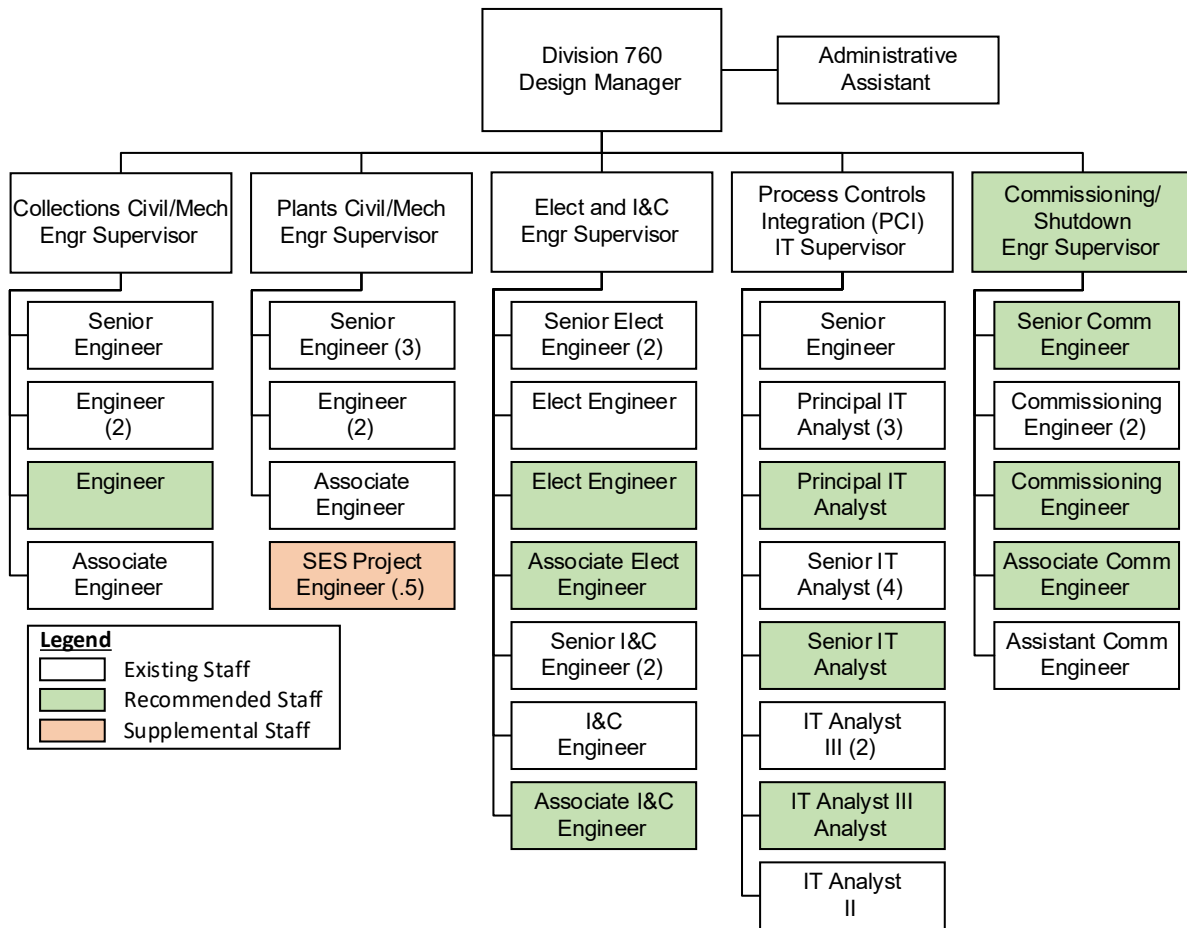 Division 760
Design Manager
Administrative
Assistant
Collections Civil/Mech
Engr Supervisor
Senior
Engineer
Engineer
(2)
Engineer
Associate
Engineer
Plants Civil/Mech
Engr Supervisor
Senior
Engineer (3)
Engineer
(2)
Associate
Engineer
SES Project
Engineer (.5)
Elect and I&C
Engr Supervisor
Senior Elect
Engineer (2)
Elect Engineer
Elect Engineer
Associate Elect
Engineer
Senior I&C
Engineer (2)
I&C
Engineer
Associate I&C
Engineer
Process Controls
Integration (PCI)
IT Supervisor
Senior
Engineer
Principal IT
Analyst (3)
Principal IT
Analyst
Senior IT
Analyst (4)
Senior IT
Analyst
IT Analyst
III (2)
IT Analyst III
Analyst
IT Analyst
II
Commissioning/
Shutdown
Engr Supervisor
Senior Comm
Engineer
Commissioning
Engineer (2)
Commissioning
Engineer
Associate Comm
Engineer
Assistant Comm
Engineer
Legend
Existing Staff
Recommended Staff
Supplemental Staff